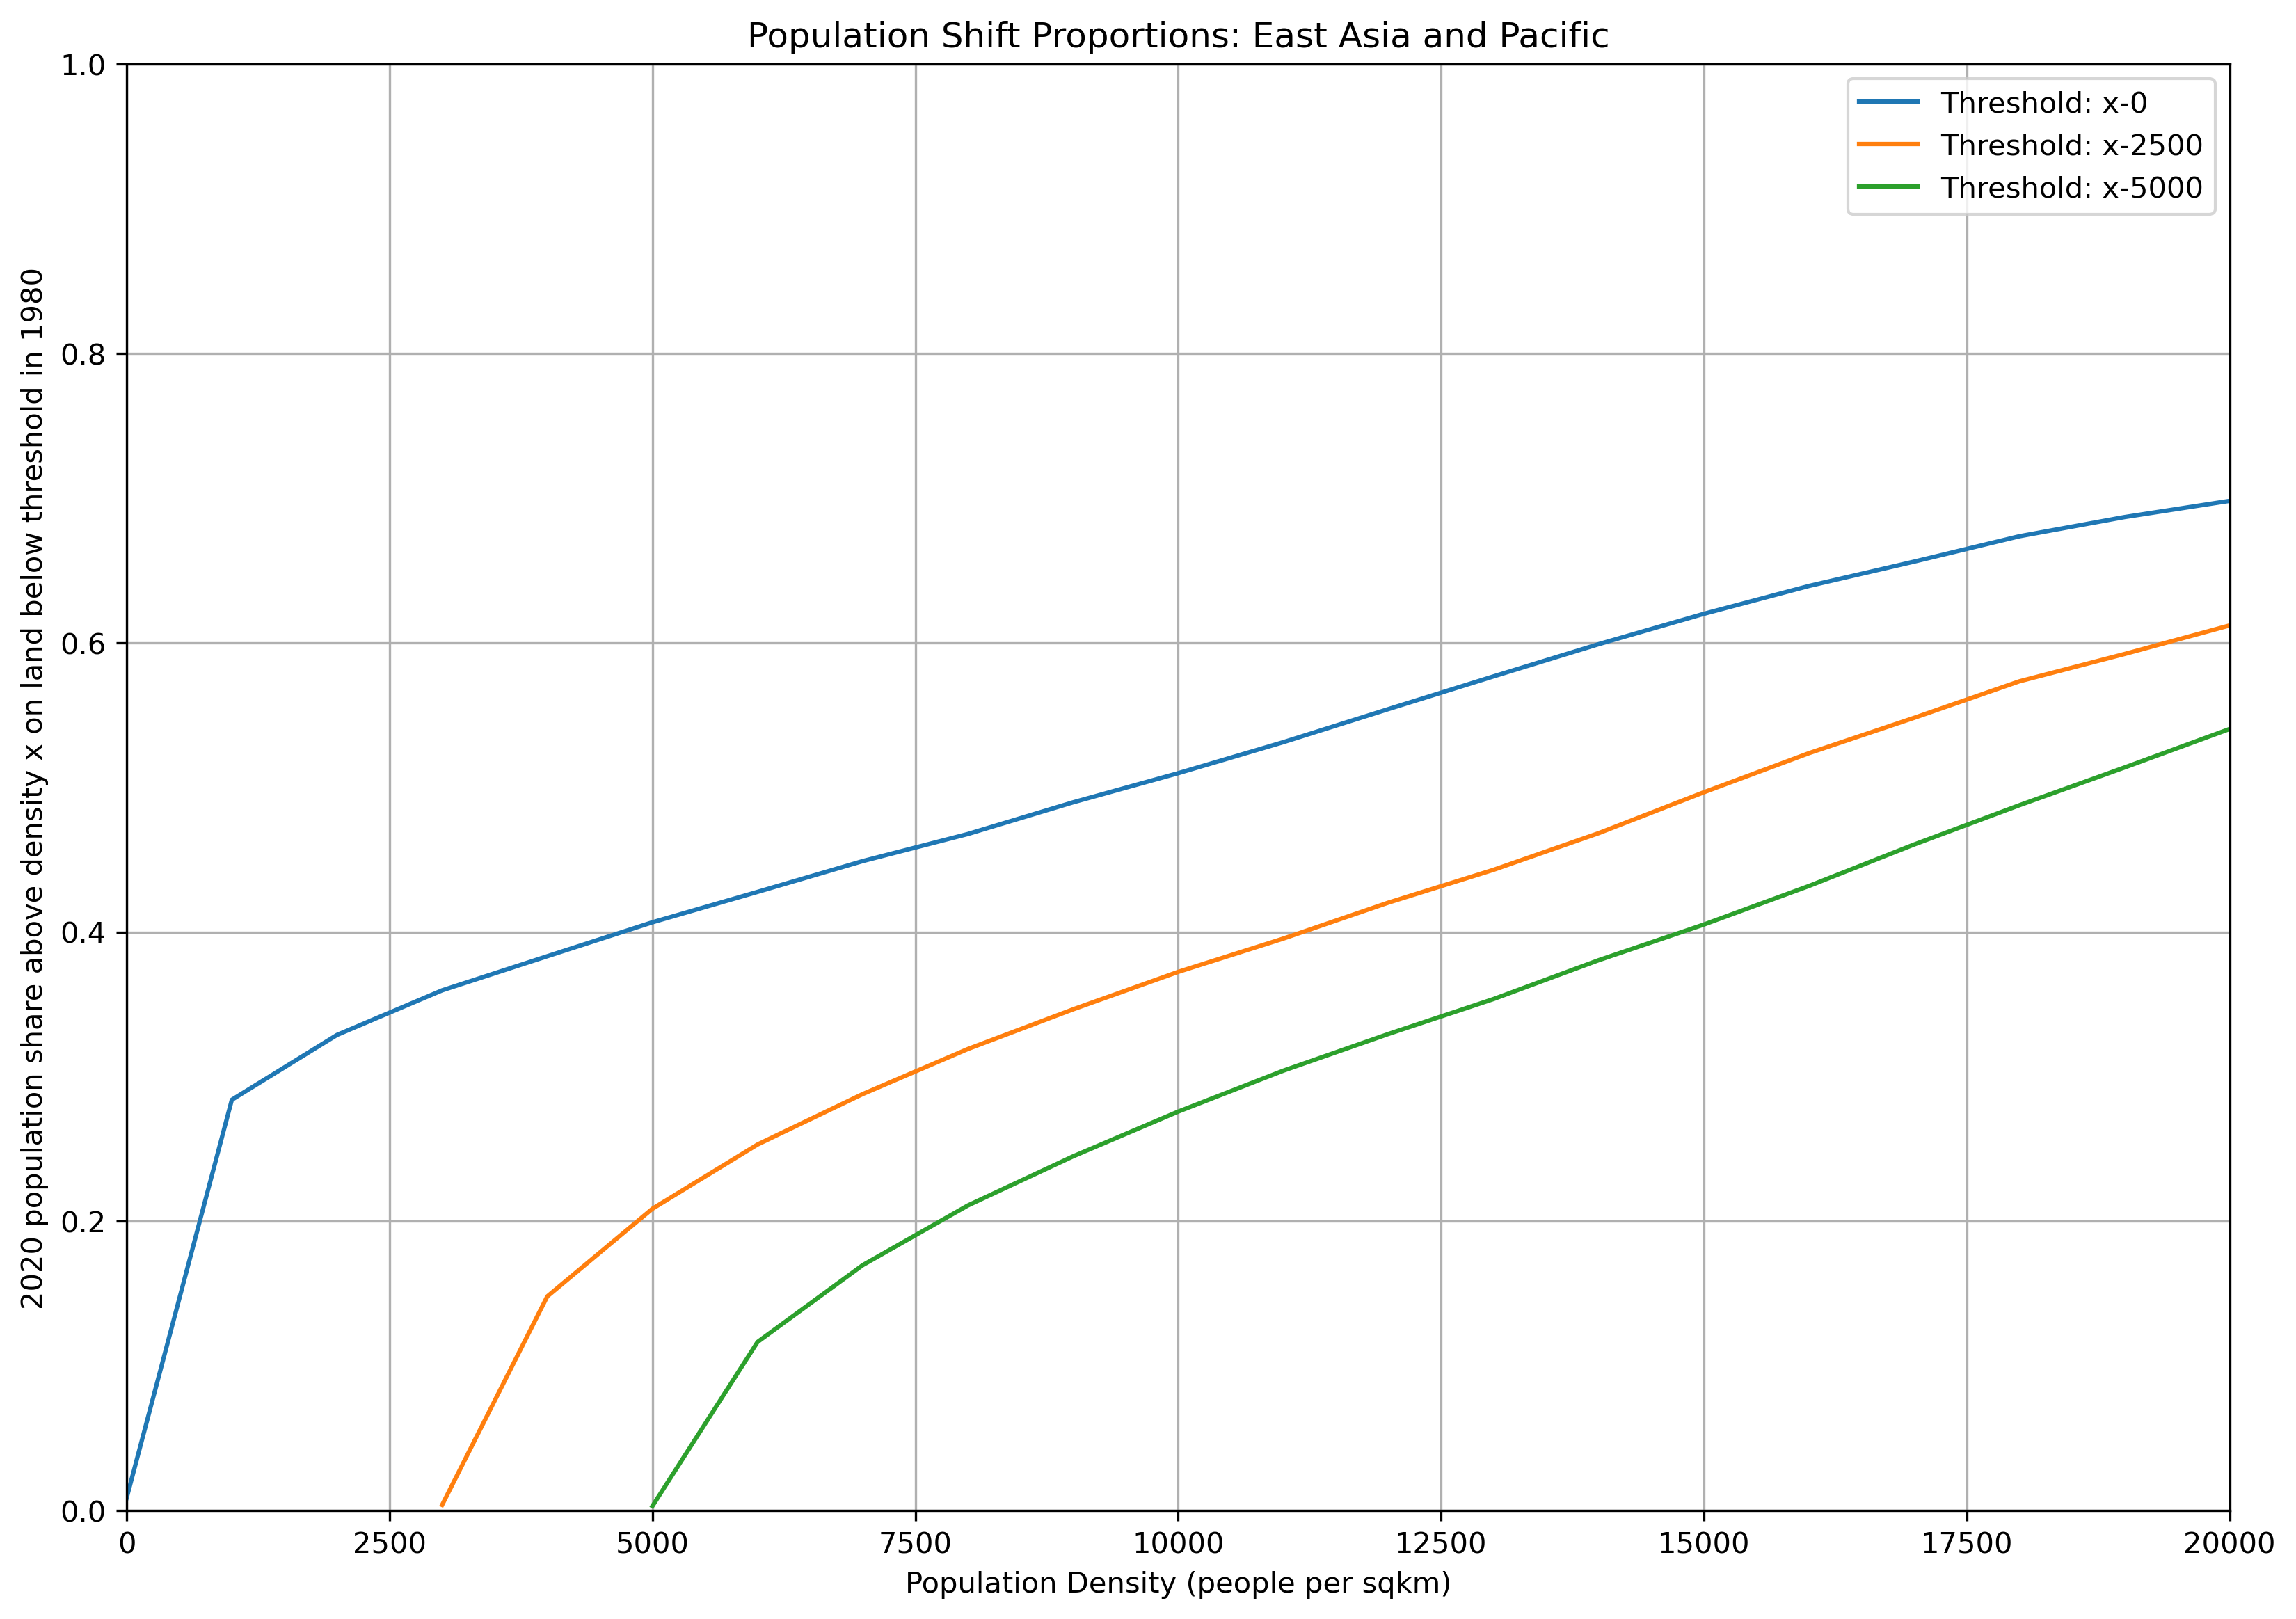 Population Shift Proportions: East Asia and Pacific
Threshold: x-0
Threshold: x-2500
Threshold: x-5000
2020 population share above density x on land below threshold in 1980
1.0
0.8
0.6
0.4
0.2
0.0
0 2500 5000 7500 10000 12500 15000 17500 20000
Population Density (people per sqkm)